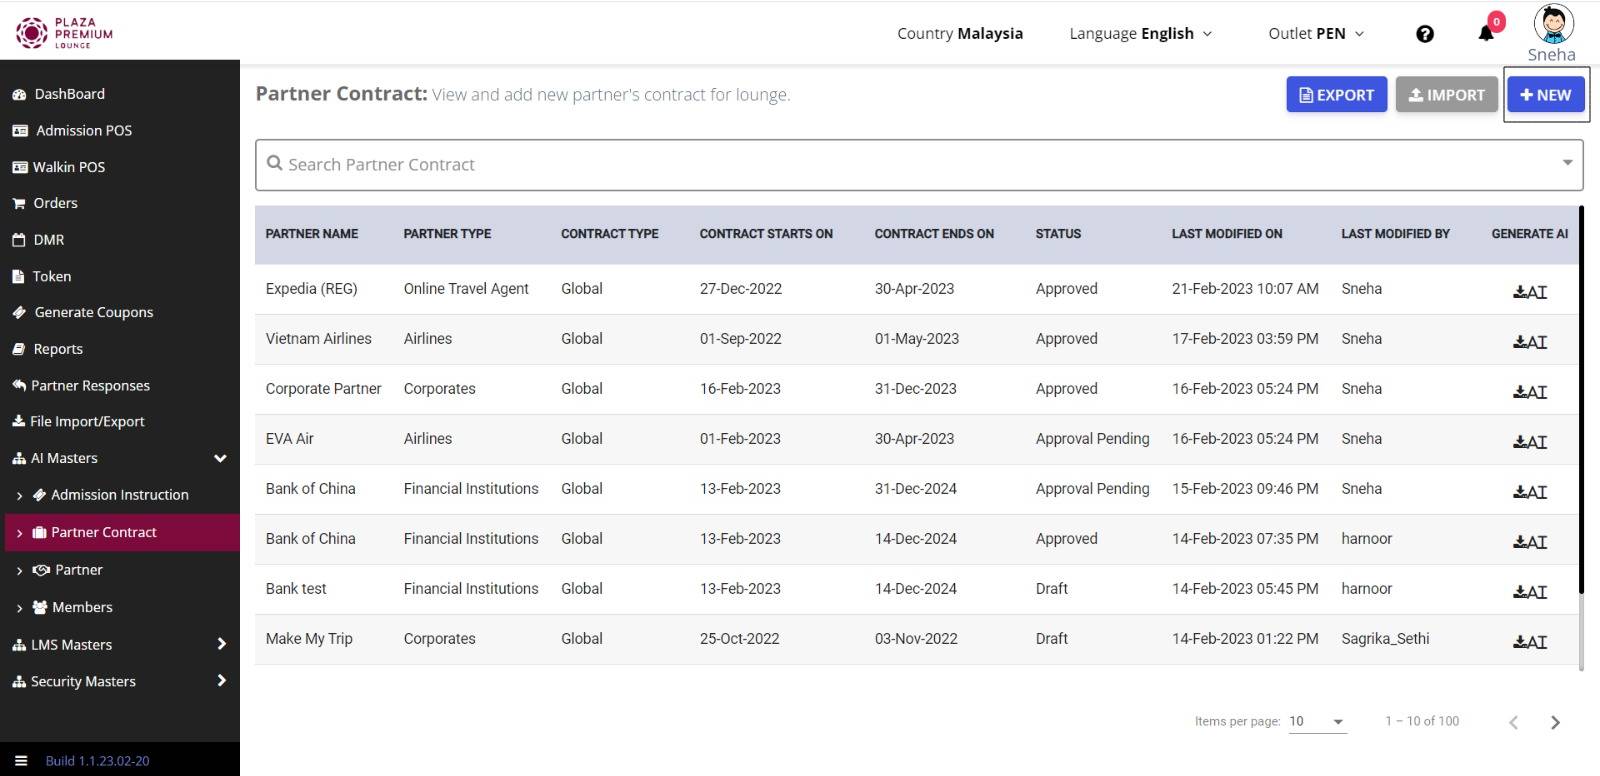 PLAZA
PREMIUM
LOUNGE
Country Malaysia
Language English
Outlet PEN
0
Sneha
DashBoard
Admission POS
Walkin POS
Orders
DMR
Token
Generate Coupons
Reports
Partner Responses
File Import/Export
AI Masters
Admission Instruction
Partner Contract
Partner
Members
LMS Masters
Security Masters
Build 1.1.23.02-20
Partner Contract: View and add new partner's contract for lounge.
EXPORT
IMPORT
+ NEW
Search Partner Contract
PARTNER NAME PARTNER TYPE CONTRACT TYPE CONTRACT STARTS ON CONTRACT ENDS ON STATUS LAST MODIFIED ON LAST MODIFIED BY GENERATE AI
Expedia (REG) Online Travel Agent Global 27-Dec-2022 30-Apr-2023 Approved 21-Feb-2023 10:07 AM Sneha AI
Vietnam Airlines Airlines Global 01-Sep-2022 01-May-2023 Approved 17-Feb-2023 03:59 PM Sneha AI
Corporate Partner Corporates Global 16-Feb-2023 31-Dec-2023 Approved 16-Feb-2023 05:24 PM Sneha AI
EVA Air Airlines Global 01-Feb-2023 30-Apr-2023 Approval Pending 16-Feb-2023 05:24 PM Sneha AI
Bank of China Financial Institutions Global 13-Feb-2023 31-Dec-2024 Approval Pending 15-Feb-2023 09:46 PM Sneha AI
Bank of China Financial Institutions Global 13-Feb-2023 14-Dec-2024 Approved 14-Feb-2023 07:35 PM harnoor AI
Bank test Financial Institutions Global 13-Feb-2023 14-Dec-2024 Draft 14-Feb-2023 05:45 PM harnoor AI
Make My Trip Corporates Global 25-Oct-2022 03-Nov-2022 Draft 14-Feb-2023 01:22 PM Sagrika_Sethi AI
Items per page: 10 1 – 10 of 100